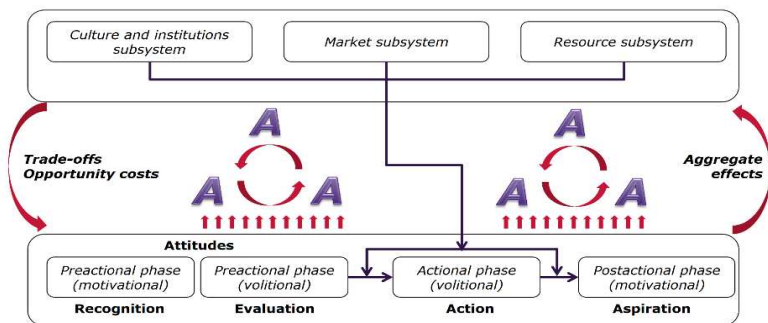 Culture and institutions
subsystem
Market subsystem
Resource subsystem
A
A
A
A
A
A
Trade-offs
Opportunity costs
Aggregate
effects
Attitudes
Preactional phase
(motivational)
Preactional phase
(volitional)
Actional phase
(volitional)
Postactional phase
(motivational)
Recognition
Evaluation
Action
Aspiration